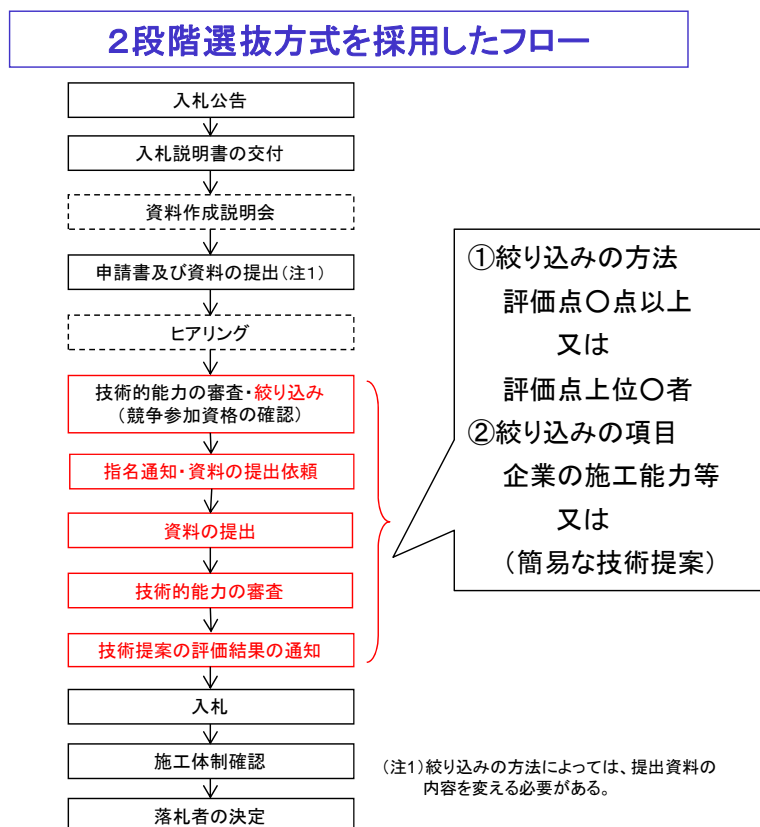 ２段階選抜方式を採用したフロー
入札公告
入札説明書の交付
資料作成説明会
申請書及び資料の提出（注1）
ヒアリング
技術的能力の審査・絞り込み
（競争参加資格の確認）
指名通知・資料の提出依頼
資料の提出
技術的能力の審査
技術提案の評価結果の通知
入札
施工体制確認
落札者の決定
①絞り込みの方法
評価点〇点以上
又は
評価点上位〇者
②絞り込みの項目
企業の施工能力等
又は
（簡易な技術提案）
（注1）絞り込みの方法によっては、提出資料の
内容を変える必要がある。